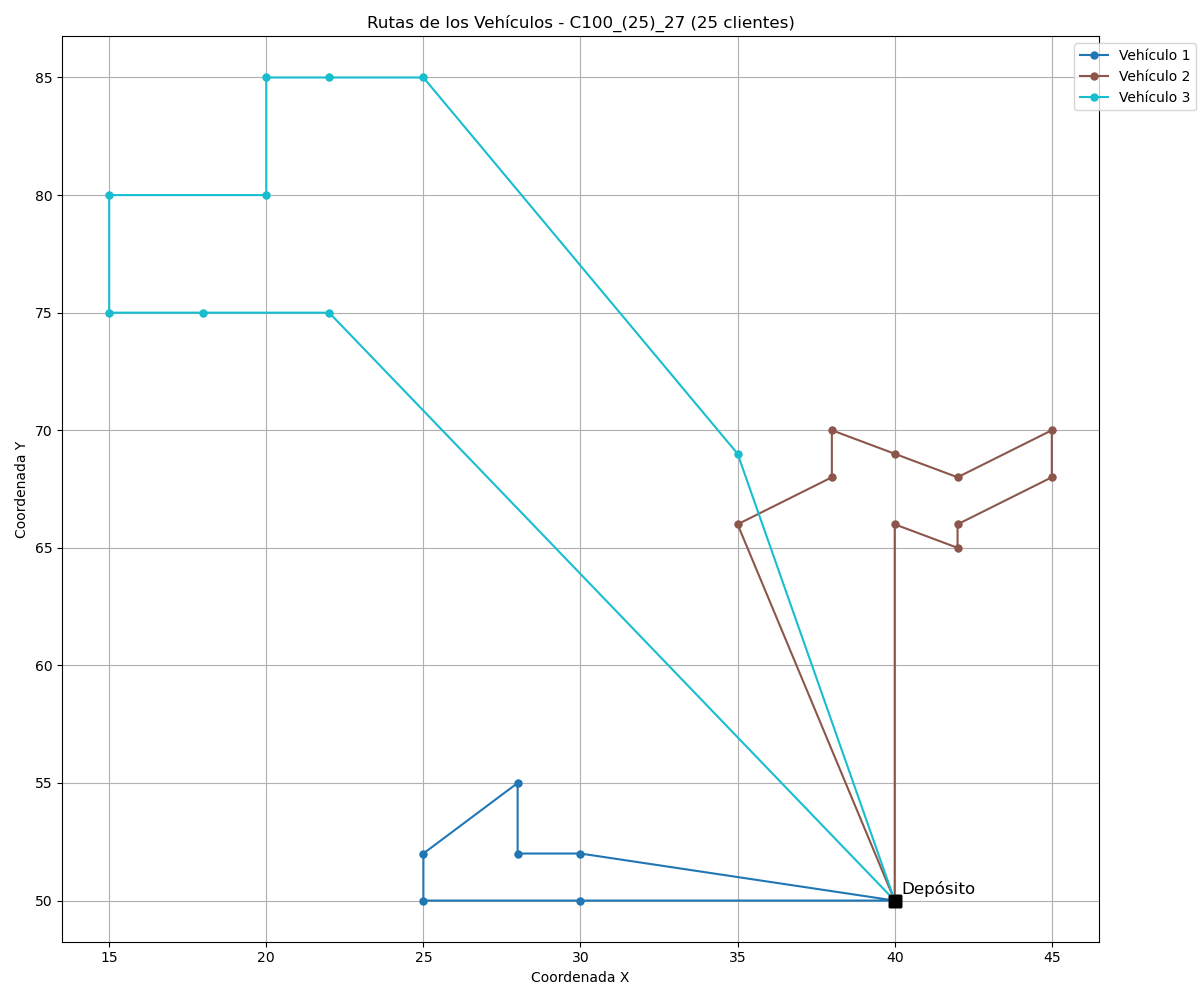 Rutas de los Vehículos - C100_(25)_27 (25 clientes)
Vehículo 1
Vehículo 2
Vehículo 3
85
80
75
70
65
60
55
50
Coordenada Y
Depósito
15
20
25
30
35
40
45
Coordenada X